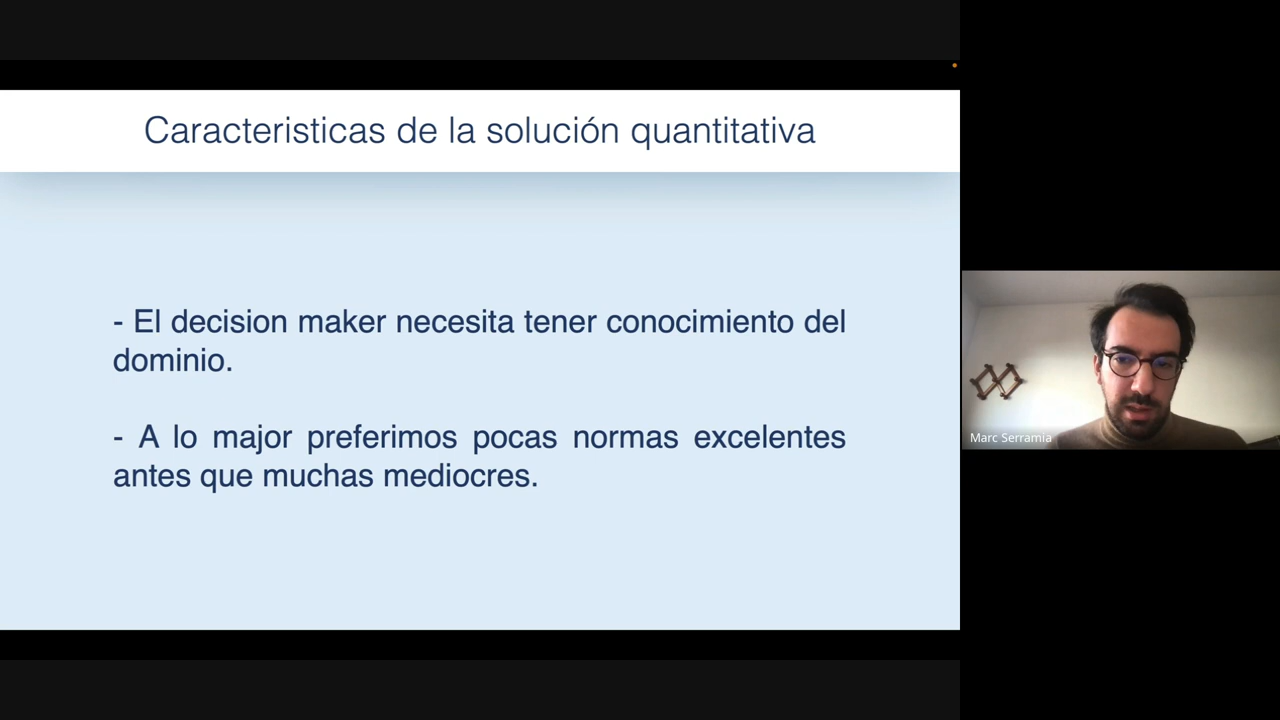 Caracteristicas de la solución quantitativa
- El decision maker necesita tener conocimiento del
dominio.
- A lo major preferimos pocas normas excelentes
antes que muchas mediocres.
Marc Serramia